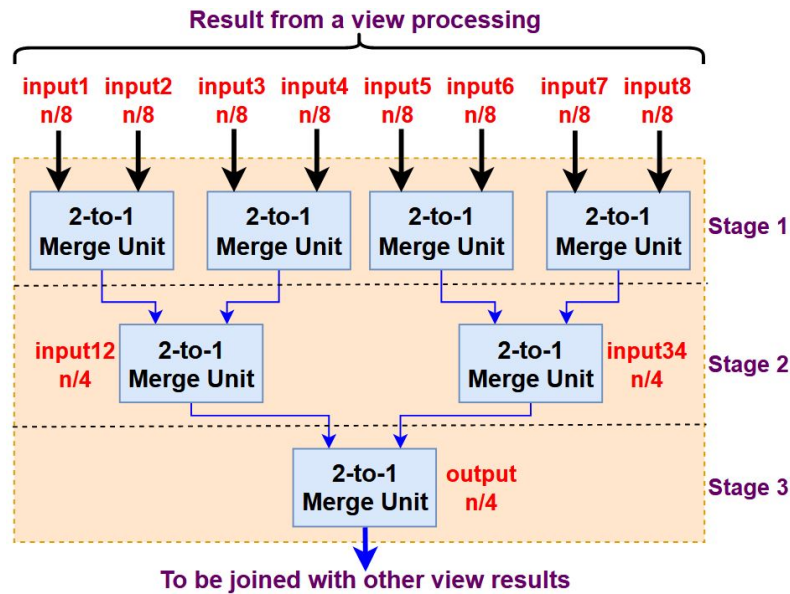 Result from a view processing
input1 input2 input3 input4 input5 input6 input7 input8
n/8 n/8 n/8 n/8 n/8 n/8 n/8 n/8
2-to-1 2-to-1 2-to-1 2-to-1
Merge Unit Merge Unit Merge Unit Merge Unit
Stage 1
input12 2-to-1 2-to-1 input34
n/4 Merge Unit Merge Unit n/4
Stage 2
2-to-1 output
Merge Unit n/4
Stage 3
To be joined with other view results